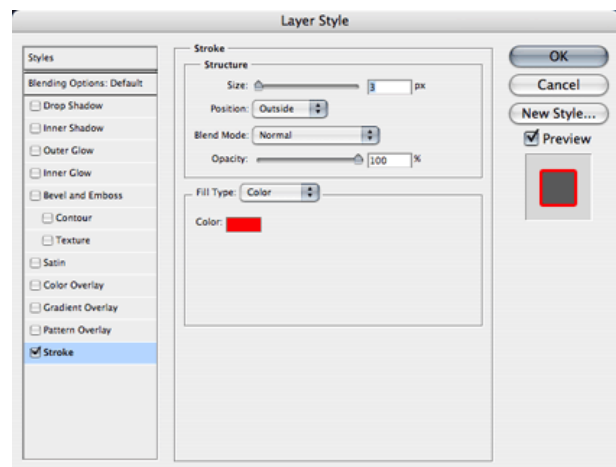 Layer Style
Styles
Blending Options: Default
Drop Shadow
Inner Shadow
Outer Glow
Inner Glow
Bevel and Emboss
Contour
Texture
Satin
Color Overlay
Gradient Overlay
Pattern Overlay
Stroke
Stroke
Structure
Size: 3 px
Position: Outside
Blend Mode: Normal
Opacity: 100 %
Fill Type: Color
Color:
OK
Cancel
New Style...
Preview